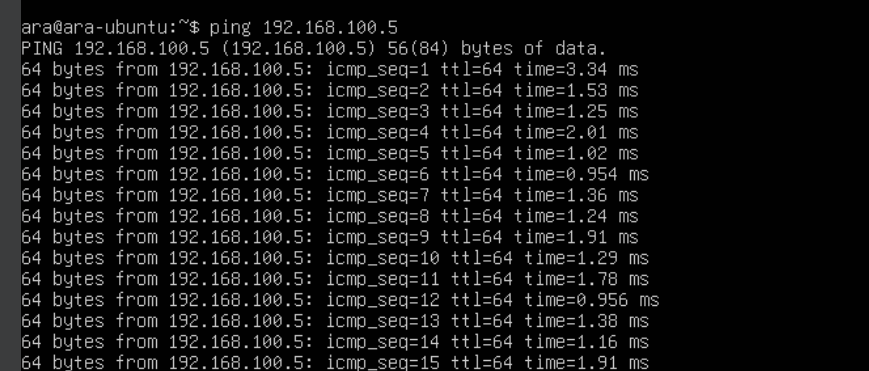 ara@ara-ubuntu:~$ ping 192.168.100.5
PING 192.168.100.5 (192.168.100.5) 56(84) bytes of data.
64 bytes from 192.168.100.5: icmp_seq=1 ttl=64 time=3.34 ms
64 bytes from 192.168.100.5: icmp_seq=2 ttl=64 time=1.53 ms
64 bytes from 192.168.100.5: icmp_seq=3 ttl=64 time=1.25 ms
64 bytes from 192.168.100.5: icmp_seq=4 ttl=64 time=2.01 ms
64 bytes from 192.168.100.5: icmp_seq=5 ttl=64 time=1.02 ms
64 bytes from 192.168.100.5: icmp_seq=6 ttl=64 time=0.954 ms
64 bytes from 192.168.100.5: icmp_seq=7 ttl=64 time=1.36 ms
64 bytes from 192.168.100.5: icmp_seq=8 ttl=64 time=1.24 ms
64 bytes from 192.168.100.5: icmp_seq=9 ttl=64 time=1.91 ms
64 bytes from 192.168.100.5: icmp_seq=10 ttl=64 time=1.29 ms
64 bytes from 192.168.100.5: icmp_seq=11 ttl=64 time=1.78 ms
64 bytes from 192.168.100.5: icmp_seq=12 ttl=64 time=0.956 ms
64 bytes from 192.168.100.5: icmp_seq=13 ttl=64 time=1.38 ms
64 bytes from 192.168.100.5: icmp_seq=14 ttl=64 time=1.16 ms
64 bytes from 192.168.100.5: icmp_seq=15 ttl=64 time=1.91 ms